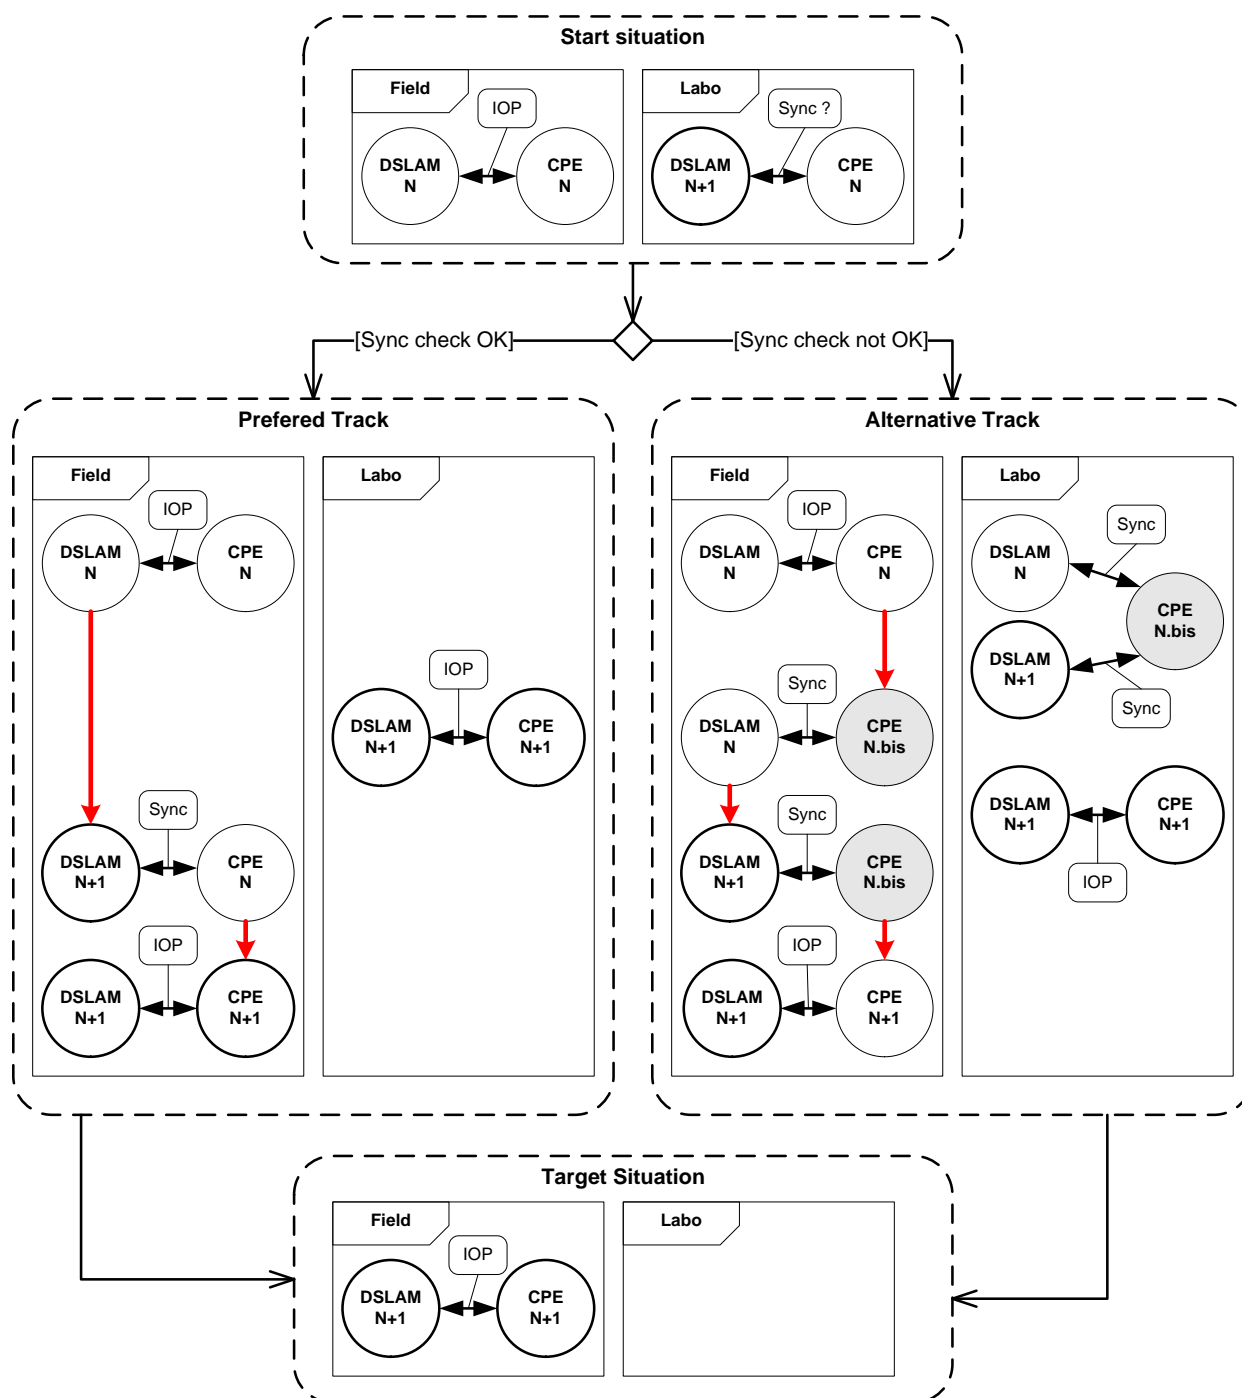 Start situation
Field
IOP
DSLAM
N
CPE
N
Labo
Sync ?
DSLAM
N+1
CPE
N
[Sync check OK]
[Sync check not OK]
Prefered Track
Field
IOP
DSLAM
N
CPE
N
Sync
DSLAM
N+1
CPE
N
IOP
DSLAM
N+1
CPE
N+1
Labo
IOP
DSLAM
N+1
CPE
N+1
Alternative Track
Field
IOP
DSLAM
N
CPE
N
Sync
DSLAM
N
CPE
N.bis
Sync
DSLAM
N+1
CPE
N.bis
IOP
DSLAM
N+1
CPE
N+1
Labo
Sync
DSLAM
N
CPE
N.bis
DSLAM
N+1
Sync
DSLAM
N+1
CPE
N+1
IOP
Target Situation
Field
IOP
DSLAM
N+1
CPE
N+1
Labo